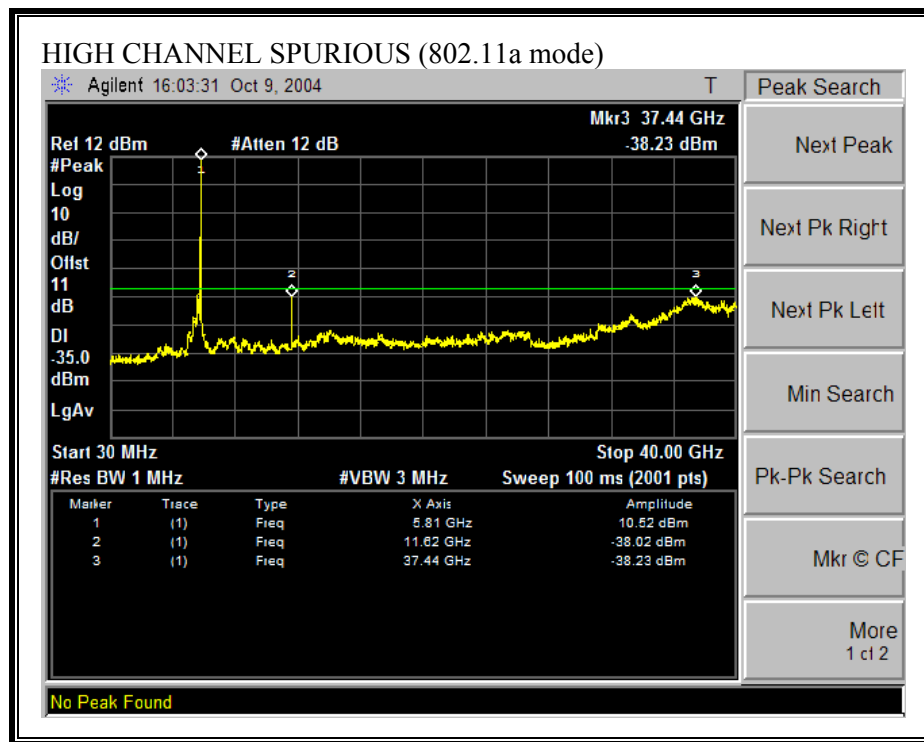 HIGH CHANNEL SPURIOUS (802.11a mode)
Agilent 16:03:31 Oct 9, 2004 T
Peak Search
Mkr3 37.44 GHz
Ref 12 dBm #Atten 12 dB -38.23 dBm
#Peak
Log
10
dB/
Offst
11
dB
DI
-35.0
dBm
LgAv
1
2
3
Start 30 MHz Stop 40.00 GHz
#Res BW 1 MHz #VBW 3 MHz Sweep 100 ms (2001 pts)
Marker Trace Type X Axis Amplitude
1 (1) Freq 5.81 GHz 10.52 dBm
2 (1) Freq 11.62 GHz -38.02 dBm
3 (1) Freq 37.44 GHz -38.23 dBm
No Peak Found
Next Peak
Next Pk Right
Next Pk Left
Min Search
Pk-Pk Search
Mkr © CF
More
1 of 2